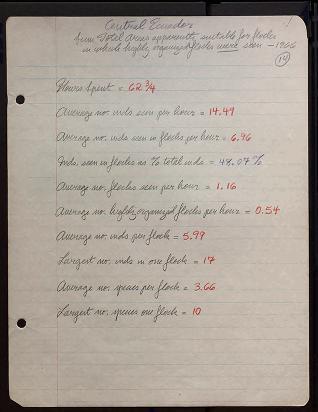 Central Ecuador
Sum Total Areas apparently suitable for flocks
in which highly organized flocks were seen - 1966
14
Hours Spent = 62 3/4
Average no. inds seen per hour = 14.49
Average no. inds seen in flocks per hour = 6.96
Inds. seen in flocks as % total inds = 48.07%
Average no. flocks seen per hour = 1.16
Average no. highly organized flocks per hour = 0.54
Average no. inds per flock = 5.99
Largest no. inds in one flock = 17
Average no. species per flock = 3.66
Largest no. species one flock = 10